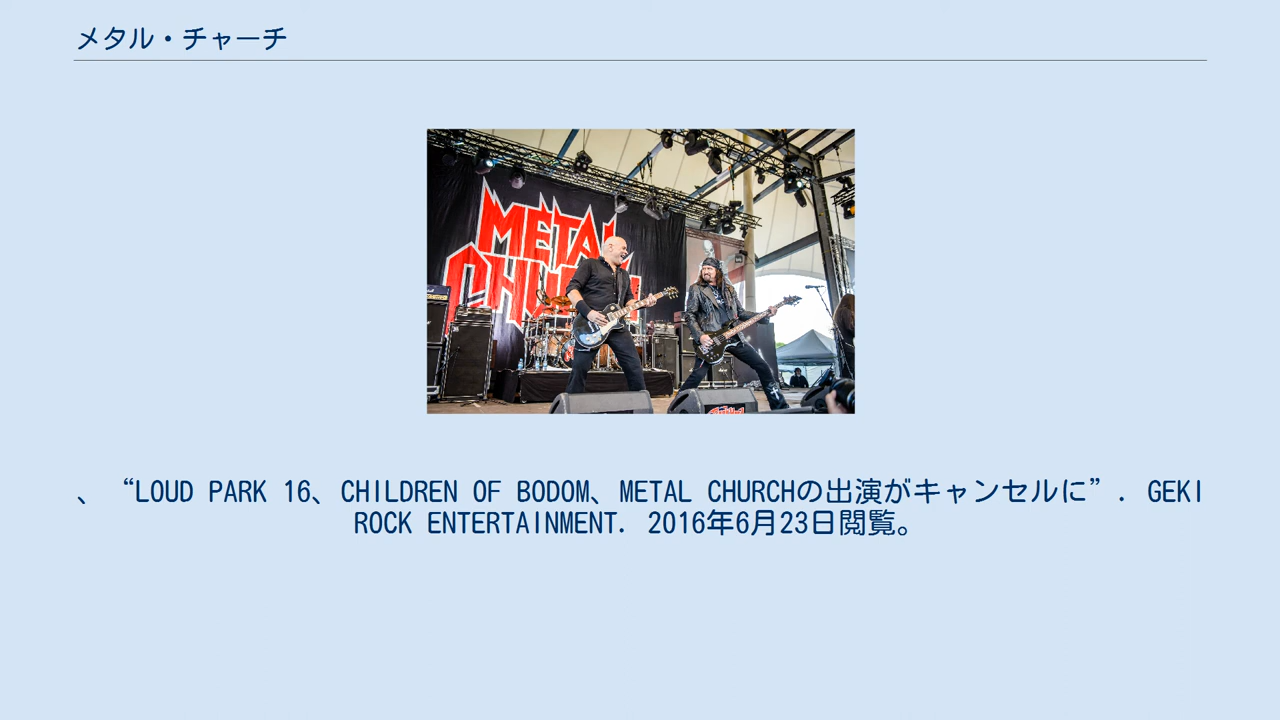 メタル・チャーチ
METAL
CHURCH
、 “LOUD PARK 16、CHILDREN OF BODOM、METAL CHURCHの出演がキャンセルに”. GEKI
ROCK ENTERTAINMENT. 2016年6月23日閲覧。